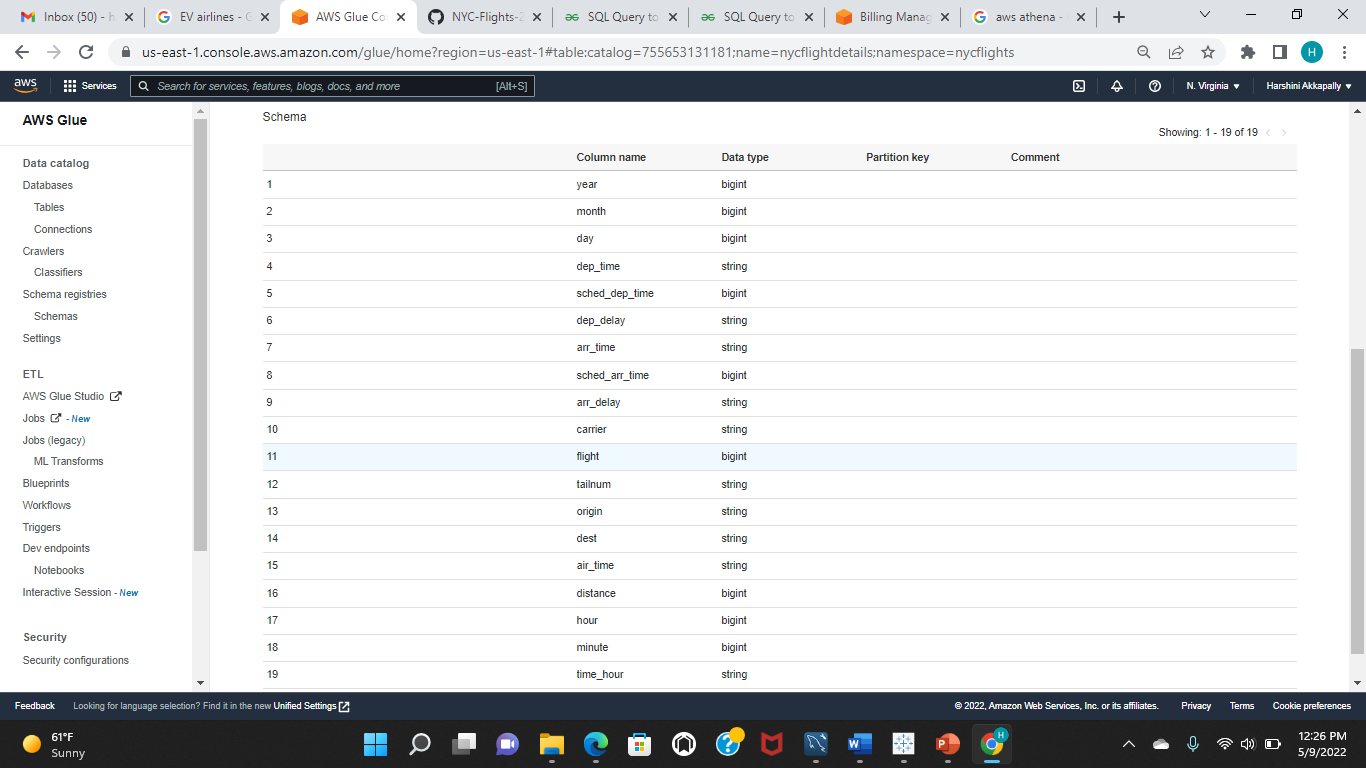 Inbox (50) - h
EV airlines - G
AWS Glue Co
NYC-Flights-2
SQL Query to
SQL Query to
Billing Manag
aws athena -
us-east-1.console.aws.amazon.com/glue/home?region=us-east-1#table:catalog=755653131181;name=nycflightdetails;namespace=nycflights
H
aws
Services
Search for services, features, blogs, docs, and more
[Alt+S]
N. Virginia
Harshini Akkapally
AWS Glue
Data catalog
Databases
Tables
Connections
Crawlers
Classifiers
Schema registries
Schemas
Settings
ETL
AWS Glue Studio
Jobs - New
Jobs (legacy)
ML Transforms
Blueprints
Workflows
Triggers
Dev endpoints
Notebooks
Interactive Session - New
Security
Security configurations
Schema
Showing: 1 - 19 of 19
Column name Data type Partition key Comment
1 year bigint
2 month bigint
3 day bigint
4 dep_time string
5 sched_dep_time bigint
6 dep_delay string
7 arr_time string
8 sched_arr_time bigint
9 arr_delay string
10 carrier string
11 flight bigint
12 tailnum string
13 origin string
14 dest string
15 air_time string
16 distance bigint
17 hour bigint
18 minute bigint
19 time_hour string
Feedback Looking for language selection? Find it in the new Unified Settings
© 2022, Amazon Web Services, Inc. or its affiliates. Privacy Terms Cookie preferences
61°F
Sunny
W
P
H
12:26 PM
5/9/2022